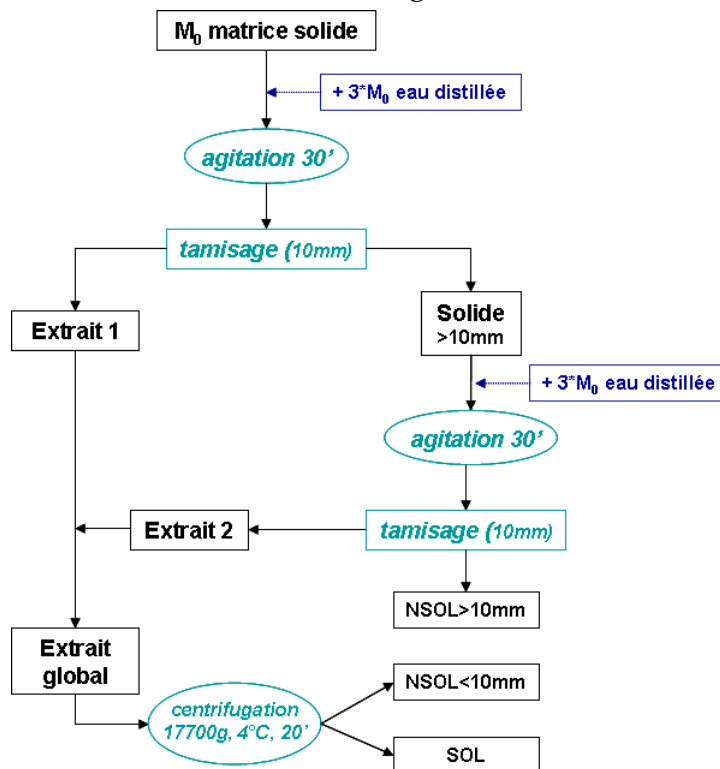 M₀ matrice solide
+ 3*M₀ eau distillée
agitation 30'
tamisage (10mm)
Extrait 1
Solide
>10mm
+ 3*M₀ eau distillée
agitation 30'
Extrait 2
tamisage (10mm)
NSOL>10mm
Extrait
global
NSOL<10mm
centrifugation
17700g, 4°C, 20'
SOL